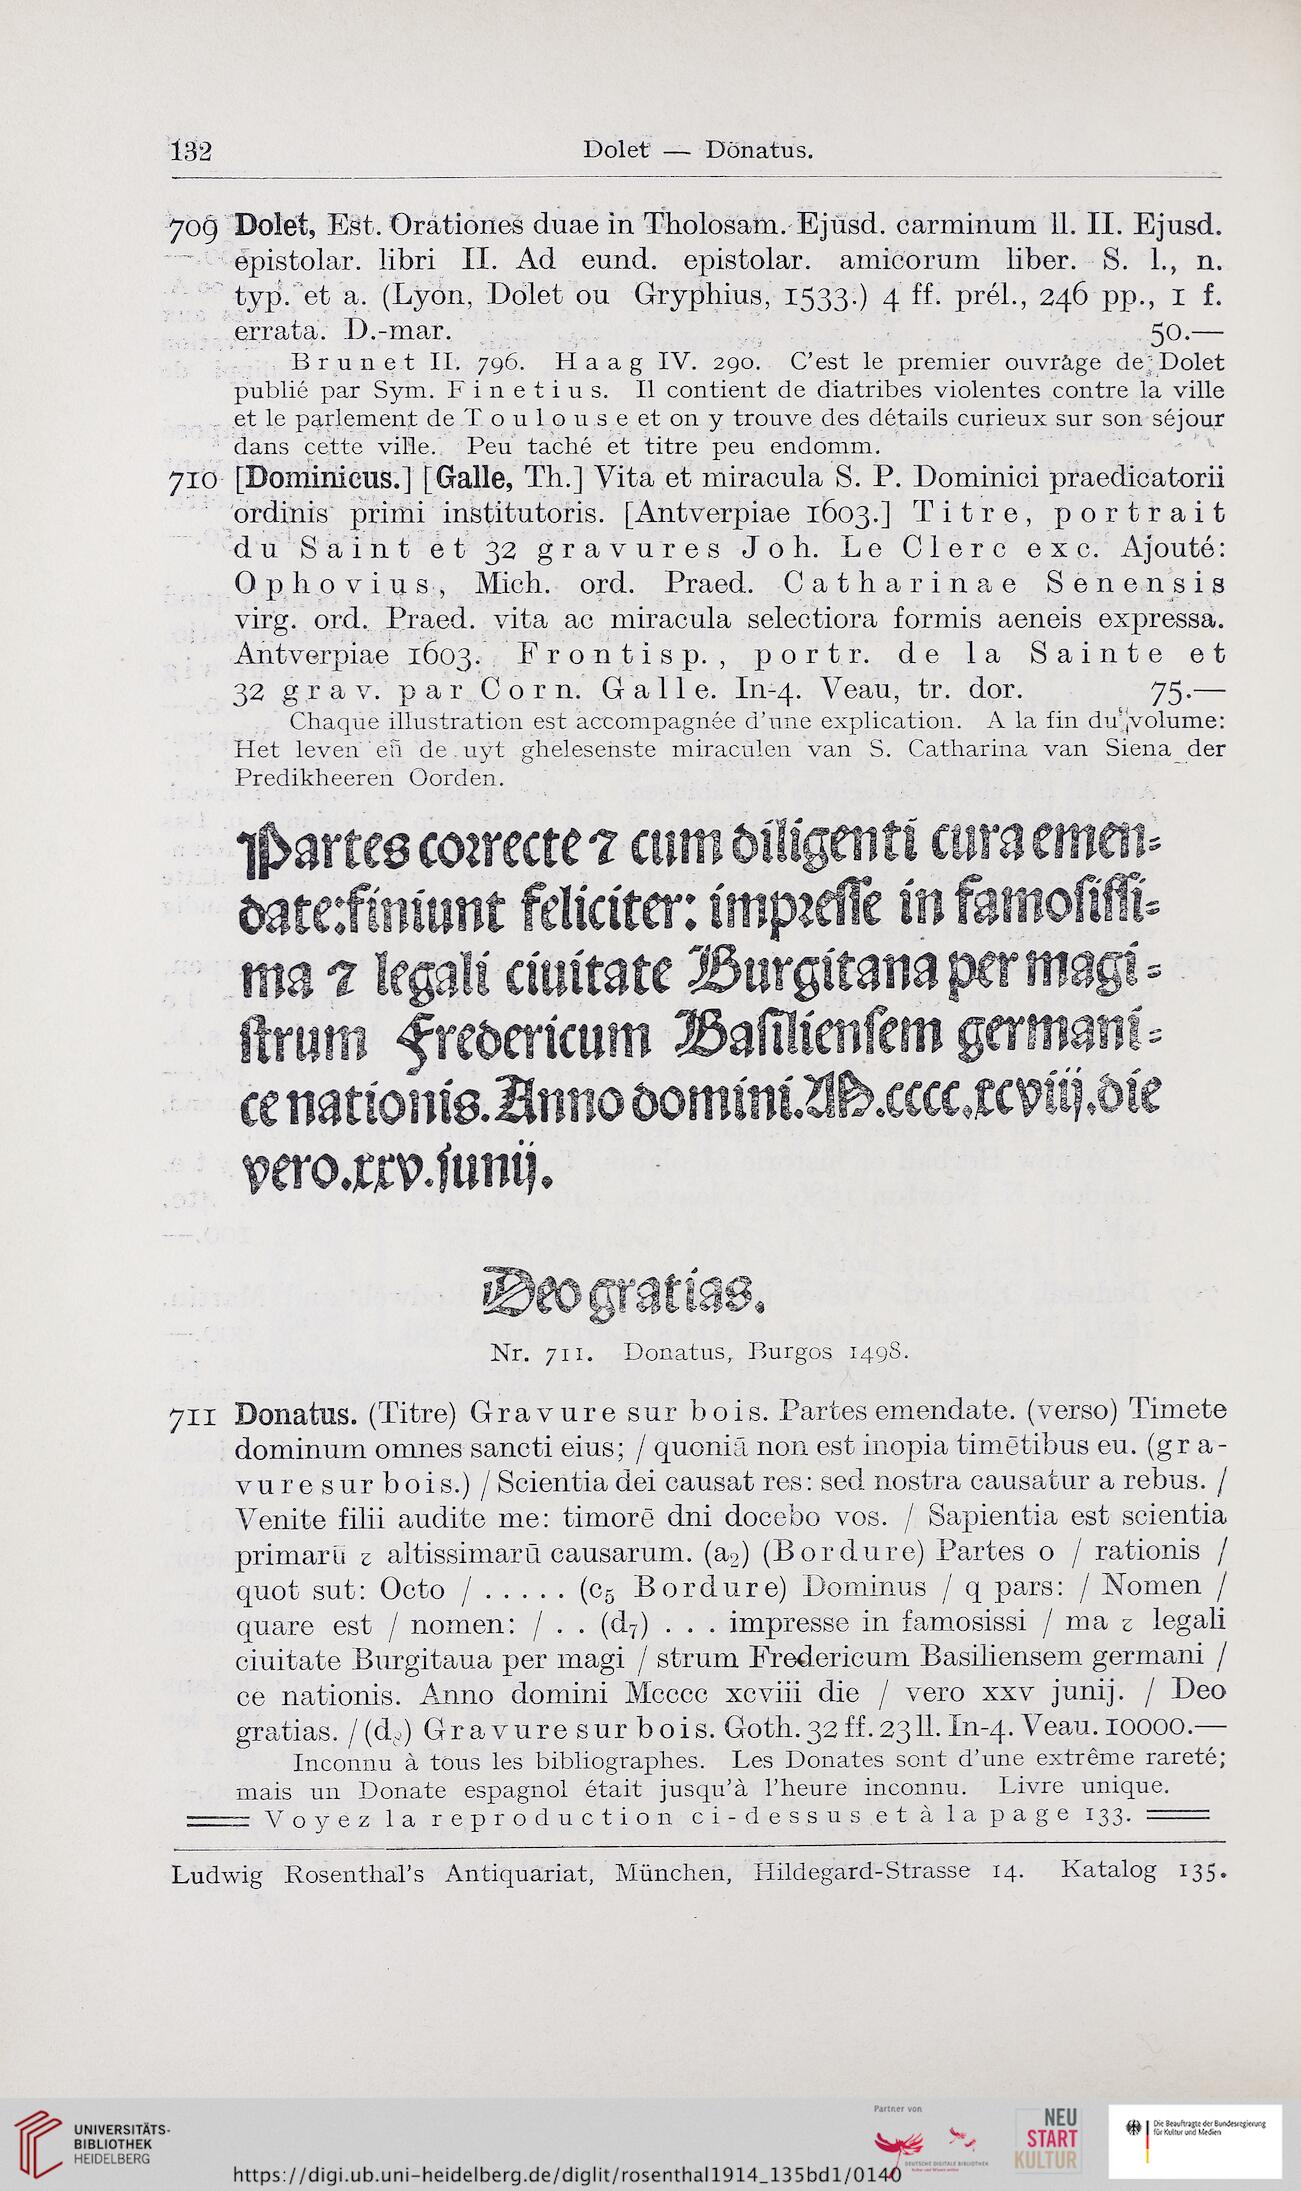 132 Dolet — Donatus.
709 Dolet, Est. Orationes duae in Tholosam. Ejusd. carminum ll. II. Ejusd.
epistolar. libri II. Ad eund. epistolar. amicorum liber. S. l., n.
typ. et a. (Lyon, Dolet ou Gryphius, 1533.) 4 ff. prél., 246 pp., 1 f.
errata. D.-mar. 50.—
Brunet II. 796. Haag IV. 290. C'est le premier ouvrage de Dolet
publié par Sym. Finetius. Il contient de diatribes violentes contre la ville
et le parlement de Toulouse et on y trouve des détails curieux sur son séjour
dans cette ville. Peu taché et titre peu endomm.
710 [Dominicus.] [Galle, Th.] Vita et miracula S. P. Dominici praedicatorii
ordinis primi institutoris. [Antverpiae 1603.] Titre, portrait
du Saint et 32 gravures Joh. Le Clerc exc. Ajouté:
Ophovius, Mich. ord. Praed. Catharinae Senensis
virg. ord. Praed. vita ac miracula selectiora formis aeneis expressa.
Antverpiae 1603. Frontisp., portr. de la Sainte et
32 grav. par Corn. Galle. In-4. Veau, tr. dor. 75.—
Chaque illustration est accompagnée d'une explication. A la fin du volume:
Het leven eñ de uyt ghelesenste miraculen van S. Catharina van Siena der
Predikheeren Oorden.
Partes correcte ⁊ cum diligenti cura emen⸗
date:finiunt feliciter: impresse in famosissi⸗
ma ⁊ legali ciuitate Burgitana per magi⸗
strum Fredericum Basiliensem germani⸗
ce nationis. Anno domini.M.cccc.xcviij.die
vero.xxv.iunij.
Deo gratias.
Nr. 711. Donatus, Burgos 1498.
711 Donatus. (Titre) Gravure sur bois. Partes emendate. (verso) Timete
dominum omnes sancti eius; / quoniā non est inopia timētibus eu. (gra-
vure sur bois.) / Scientia dei causat res: sed nostra causatur a rebus. /
Venite filii audite me: timorē dni docebo vos. / Sapientia est scientia
primarū ⁊ altissimarū causarum. (a2) (Bordure) Partes o / rationis /
quot sut: Octo / . . . . . (c5 Bordure) Dominus / q pars: / Nomen /
quare est / nomen: / . . (d7) . . . impresse in famosissi / ma ⁊ legali
ciuitate Burgitaua per magi / strum Fredericum Basiliensem germani /
ce nationis. Anno domini Mcccc xcviii die / vero xxv junij. / Deo
gratias. / (d8) Gravure sur bois. Goth. 32 ff. 23 ll. In-4. Veau. 10000.—
Inconnu à tous les bibliographes. Les Donates sont d'une extrême rareté;
mais un Donate espagnol était jusqu'à l'heure inconnu. Livre unique.
Voyez la reproduction ci-dessus et à la page 133.
Ludwig Rosenthal's Antiquariat, München, Hildegard-Strasse 14. Katalog 135.
UNIVERSITÄTS-
BIBLIOTHEK
HEIDELBERG
https://digi.ub.uni-heidelberg.de/diglit/rosenthal1914_135bd1/0140
Partner von
DEUTSCHE DIGITALE BIBLIOTHEK
Kultur und Wissen online
NEU
START
KULTUR
Die Beauftragte der Bundesregierung
für Kultur und Medien